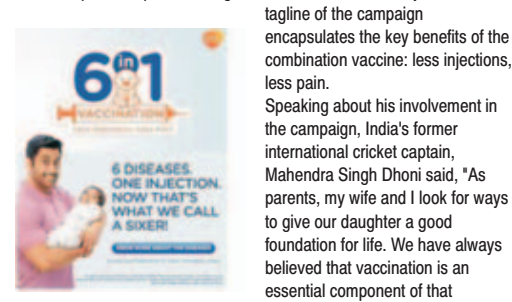 6in1
VACCINATION
6 DISEASES.
ONE INJECTION.
NOW THAT'S
WHAT WE CALL
A SIXER!
tagline of the campaign
encapsulates the key benefits of the
combination vaccine: less injections,
less pain.
Speaking about his involvement in
the campaign, India's former
international cricket captain,
Mahendra Singh Dhoni said, "As
parents, my wife and I look for ways
to give our daughter a good
foundation for life. We have always
believed that vaccination is an
essential component of that